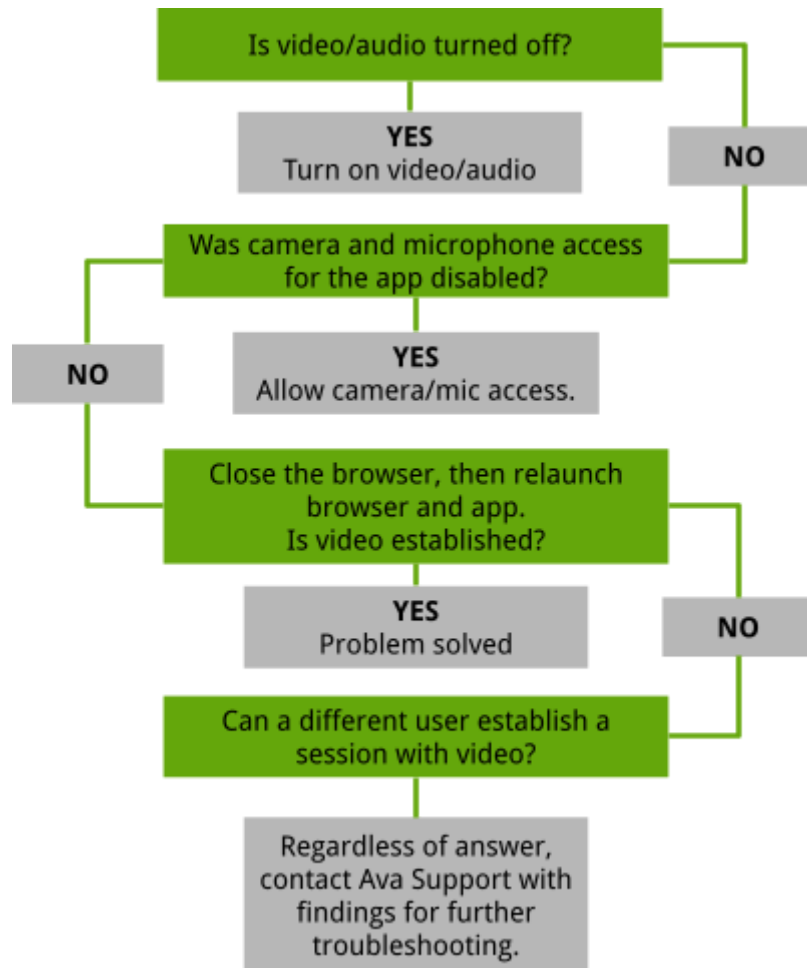 Is video/audio turned off?
YES
Turn on video/audio
NO
Was camera and microphone access
for the app disabled?
YES
Allow camera/mic access.
NO
Close the browser, then relaunch
browser and app.
Is video established?
YES
Problem solved
NO
Can a different user establish a
session with video?
Regardless of answer,
contact Ava Support with
findings for further
troubleshooting.